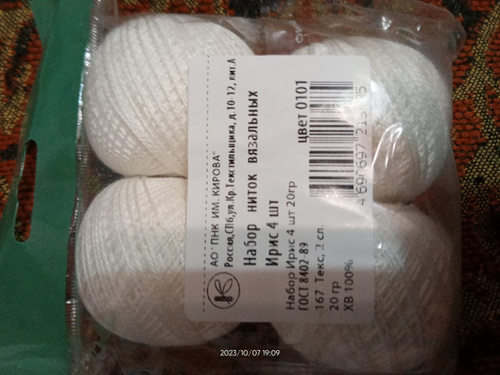 АО "ПНК ИМ. КИРОВА"
Россия,СПб,ул.Кр.Текстильщика, д.10-12, лит.А
Набор ниток вязальных
Ирис 4 шт
цвет 0101
Набор Ирис 4 шт 20гр
ГОСТ 8402-89
167 Текс, 2 сл.
20 гр
ХВ 100%
2023/10/07 19:09